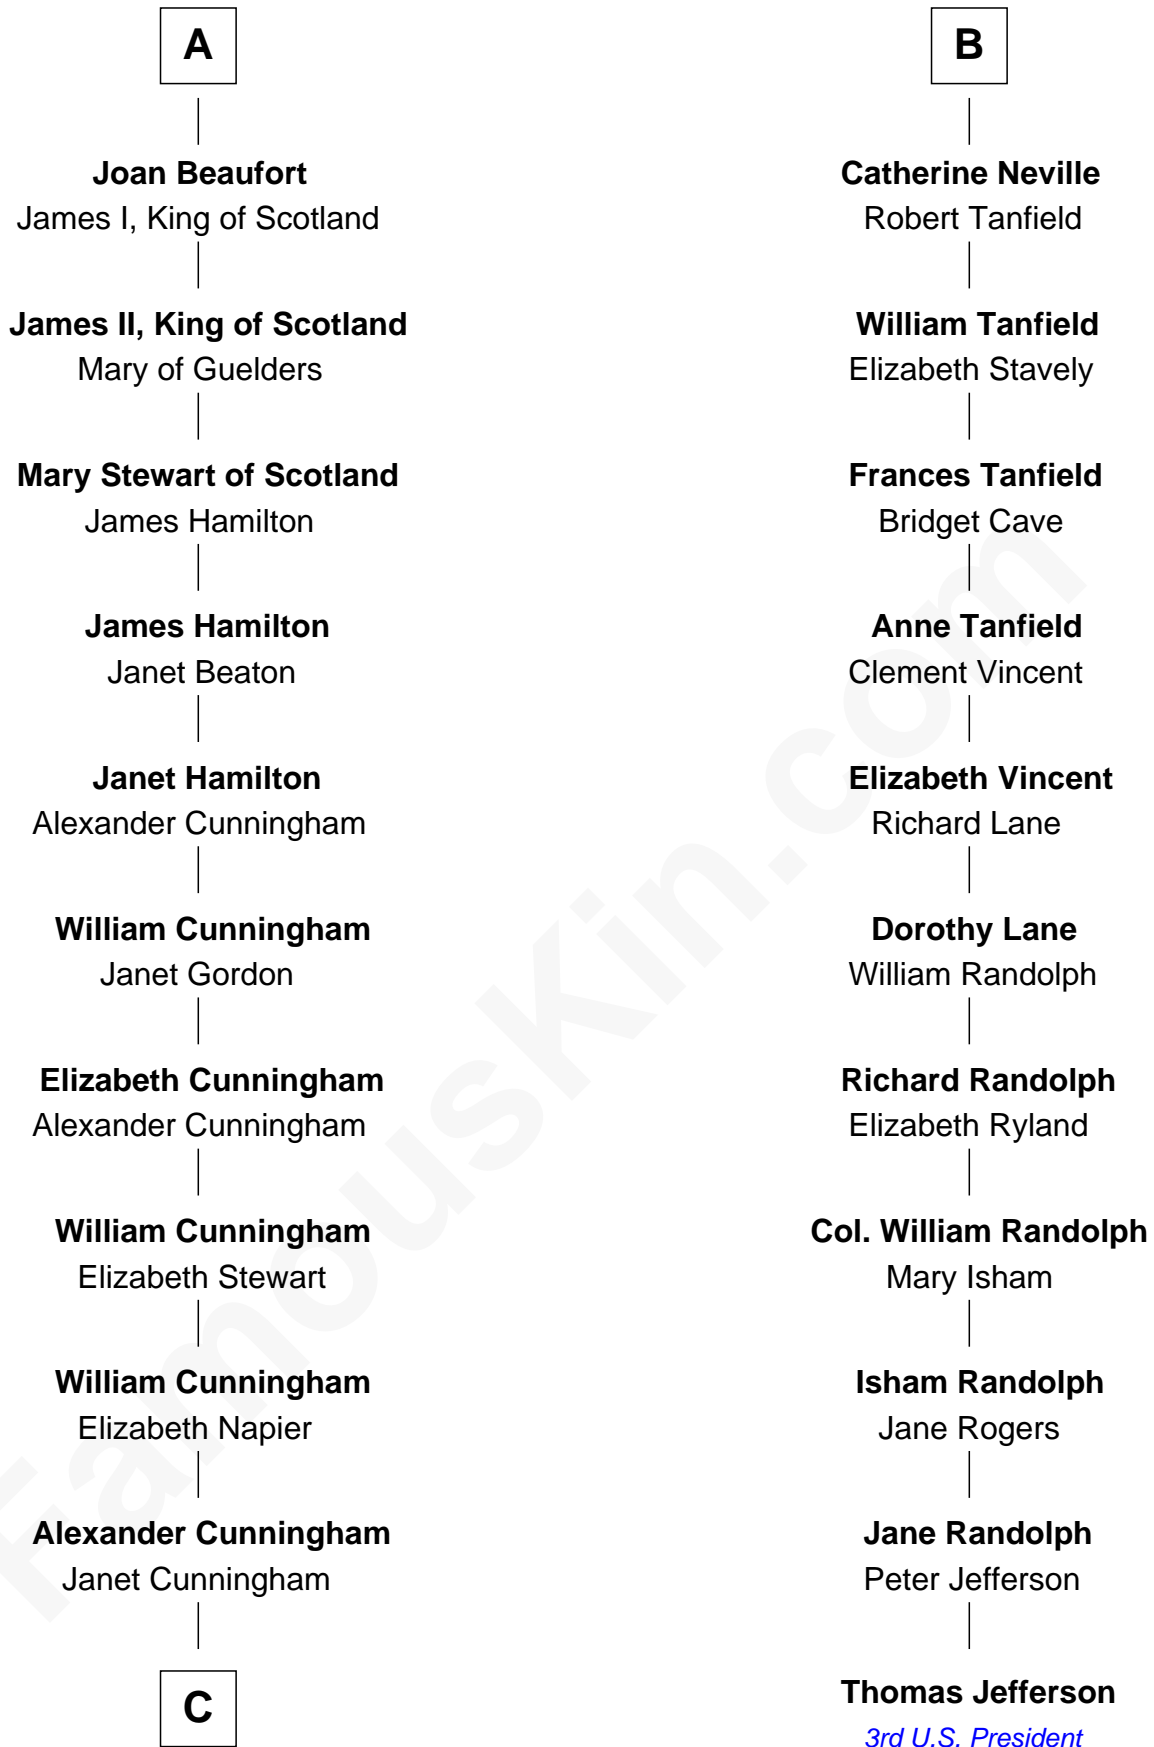 A
Joan Beaufort
James I, King of Scotland
James II, King of Scotland
Mary of Guelders
Mary Stewart of Scotland
James Hamilton
James Hamilton
Janet Beaton
Janet Hamilton
Alexander Cunningham
William Cunningham
Janet Gordon
Elizabeth Cunningham
Alexander Cunningham
William Cunningham
Elizabeth Stewart
William Cunningham
Elizabeth Napier
Alexander Cunningham
Janet Cunningham
C
B
Catherine Neville
Robert Tanfield
William Tanfield
Elizabeth Stavely
Frances Tanfield
Bridget Cave
Anne Tanfield
Clement Vincent
Elizabeth Vincent
Richard Lane
Dorothy Lane
William Randolph
Richard Randolph
Elizabeth Ryland
Col. William Randolph
Mary Isham
Isham Randolph
Jane Rogers
Jane Randolph
Peter Jefferson
Thomas Jefferson
3rd U.S. President
FamousKin.com